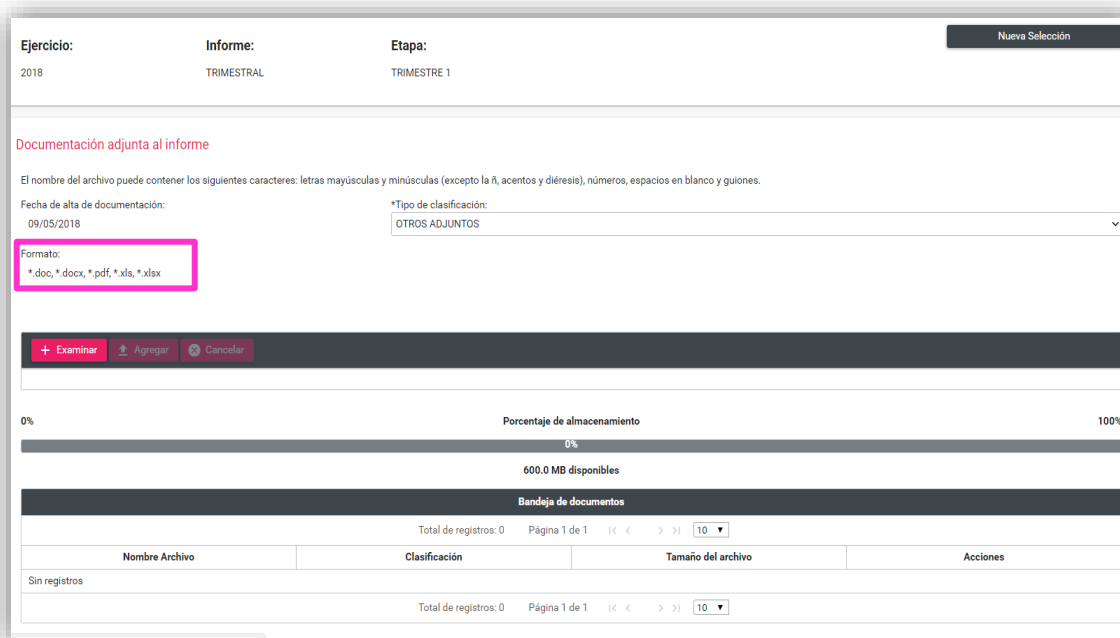 Ejercicio: Informe: Etapa: Nueva Selección
2018 TRIMESTRAL TRIMESTRE 1
Documentación adjunta al informe
El nombre del archivo puede contener los siguientes caracteres: letras mayúsculas y minúsculas (excepto la ñ, acentos y diéresis), números, espacios en blanco y guiones.
Fecha de alta de documentación: *Tipo de clasificación:
09/05/2018 OTROS ADJUNTOS
Formato:
*.doc, *.docx, *.pdf, *.xls, *.xlsx
Examinar Agregar Cancelar
0% Porcentaje de almacenamiento 100%
0%
600.0 MB disponibles
Bandeja de documentos
Total de registros: 0 Página 1 de 1 10
Nombre Archivo Clasificación Tamaño del archivo Acciones
Sin registros
Total de registros: 0 Página 1 de 1 10